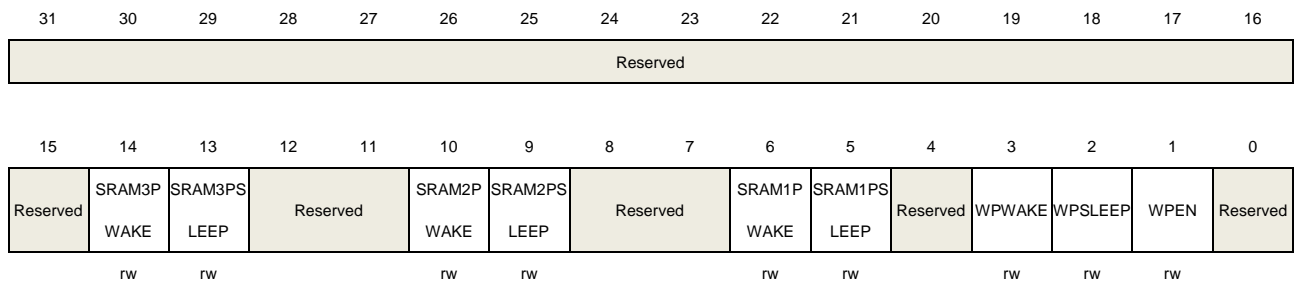 31 30 29 28 27 26 25 24 23 22 21 20 19 18 17 16
Reserved
15 14 13 12 11 10 9 8 7 6 5 4 3 2 1 0
SRAM3P SRAM3PS SRAM2P SRAM2PS SRAM1P SRAM1PS
Reserved Reserved Reserved Reserved WPWAKE WPSLEEP WPEN Reserved
WAKE LEEP WAKE LEEP WAKE LEEP
rw rw rw rw rw rw rw rw rw